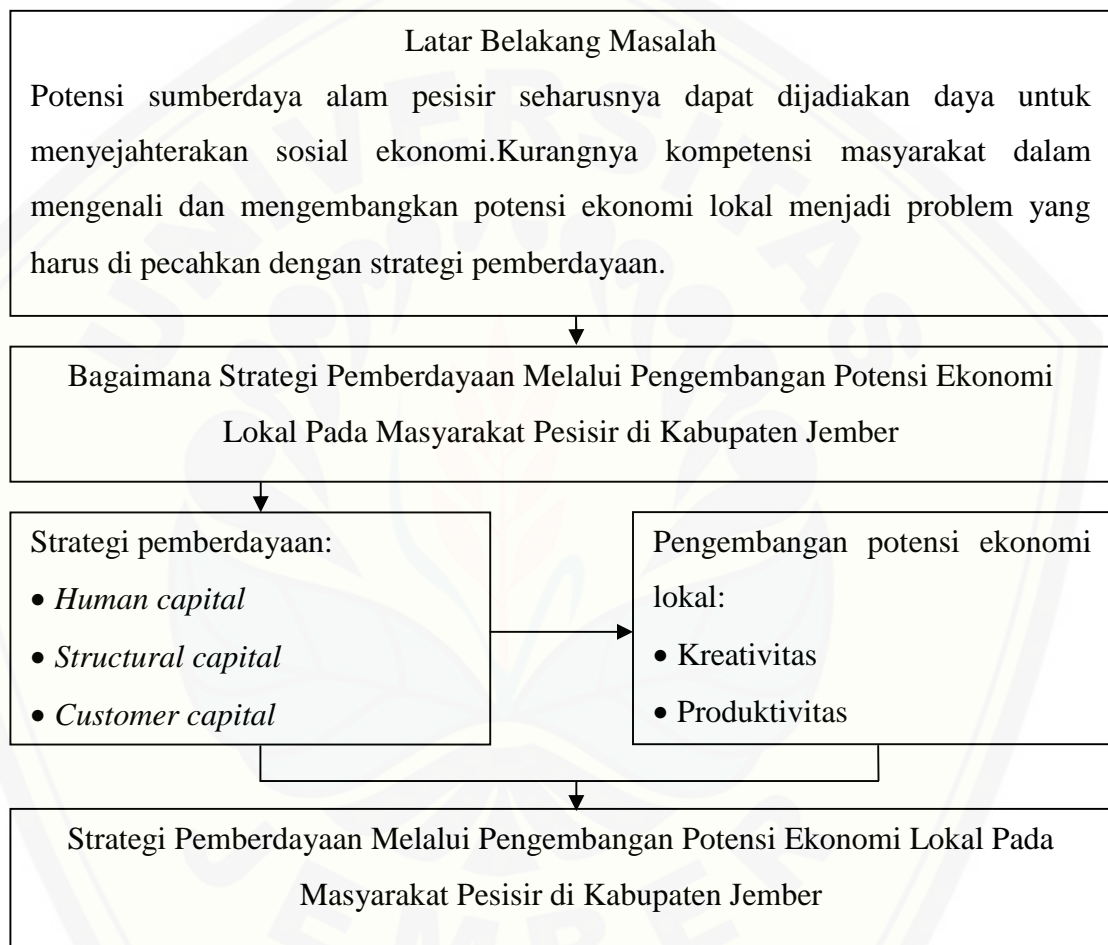 Latar Belakang Masalah
Potensi sumberdaya alam pesisir seharusnya dapat dijadiakan daya untuk
menyejahterakan sosial ekonomi.Kurangnya kompetensi masyarakat dalam
mengenali dan mengembangkan potensi ekonomi lokal menjadi problem yang
harus di pecahkan dengan strategi pemberdayaan.
Bagaimana Strategi Pemberdayaan Melalui Pengembangan Potensi Ekonomi
Lokal Pada Masyarakat Pesisir di Kabupaten Jember
Strategi pemberdayaan:
• Human capital
• Structural capital
• Customer capital
Pengembangan potensi ekonomi
lokal:
• Kreativitas
• Produktivitas
Strategi Pemberdayaan Melalui Pengembangan Potensi Ekonomi Lokal Pada
Masyarakat Pesisir di Kabupaten Jember
UNIVERSITAS
JEMBER